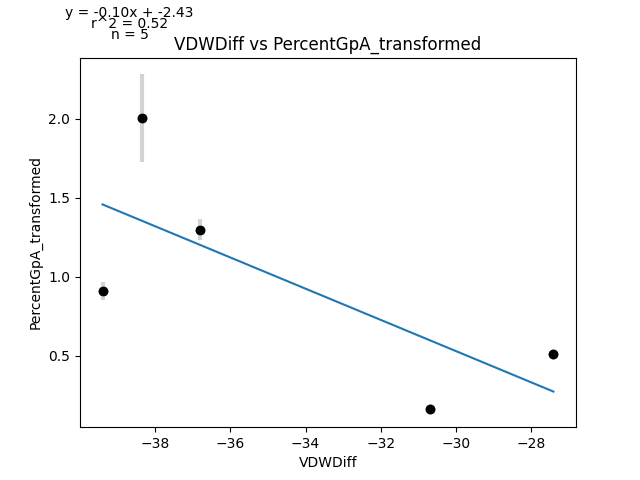 y = -0.10x + -2.43
r^2 = 0.52
n = 5
VDWDiff vs PercentGpA_transformed
PercentGpA_transformed
2.0
1.5
1.0
0.5
−38
−36
−34
−32
−30
−28
VDWDiff